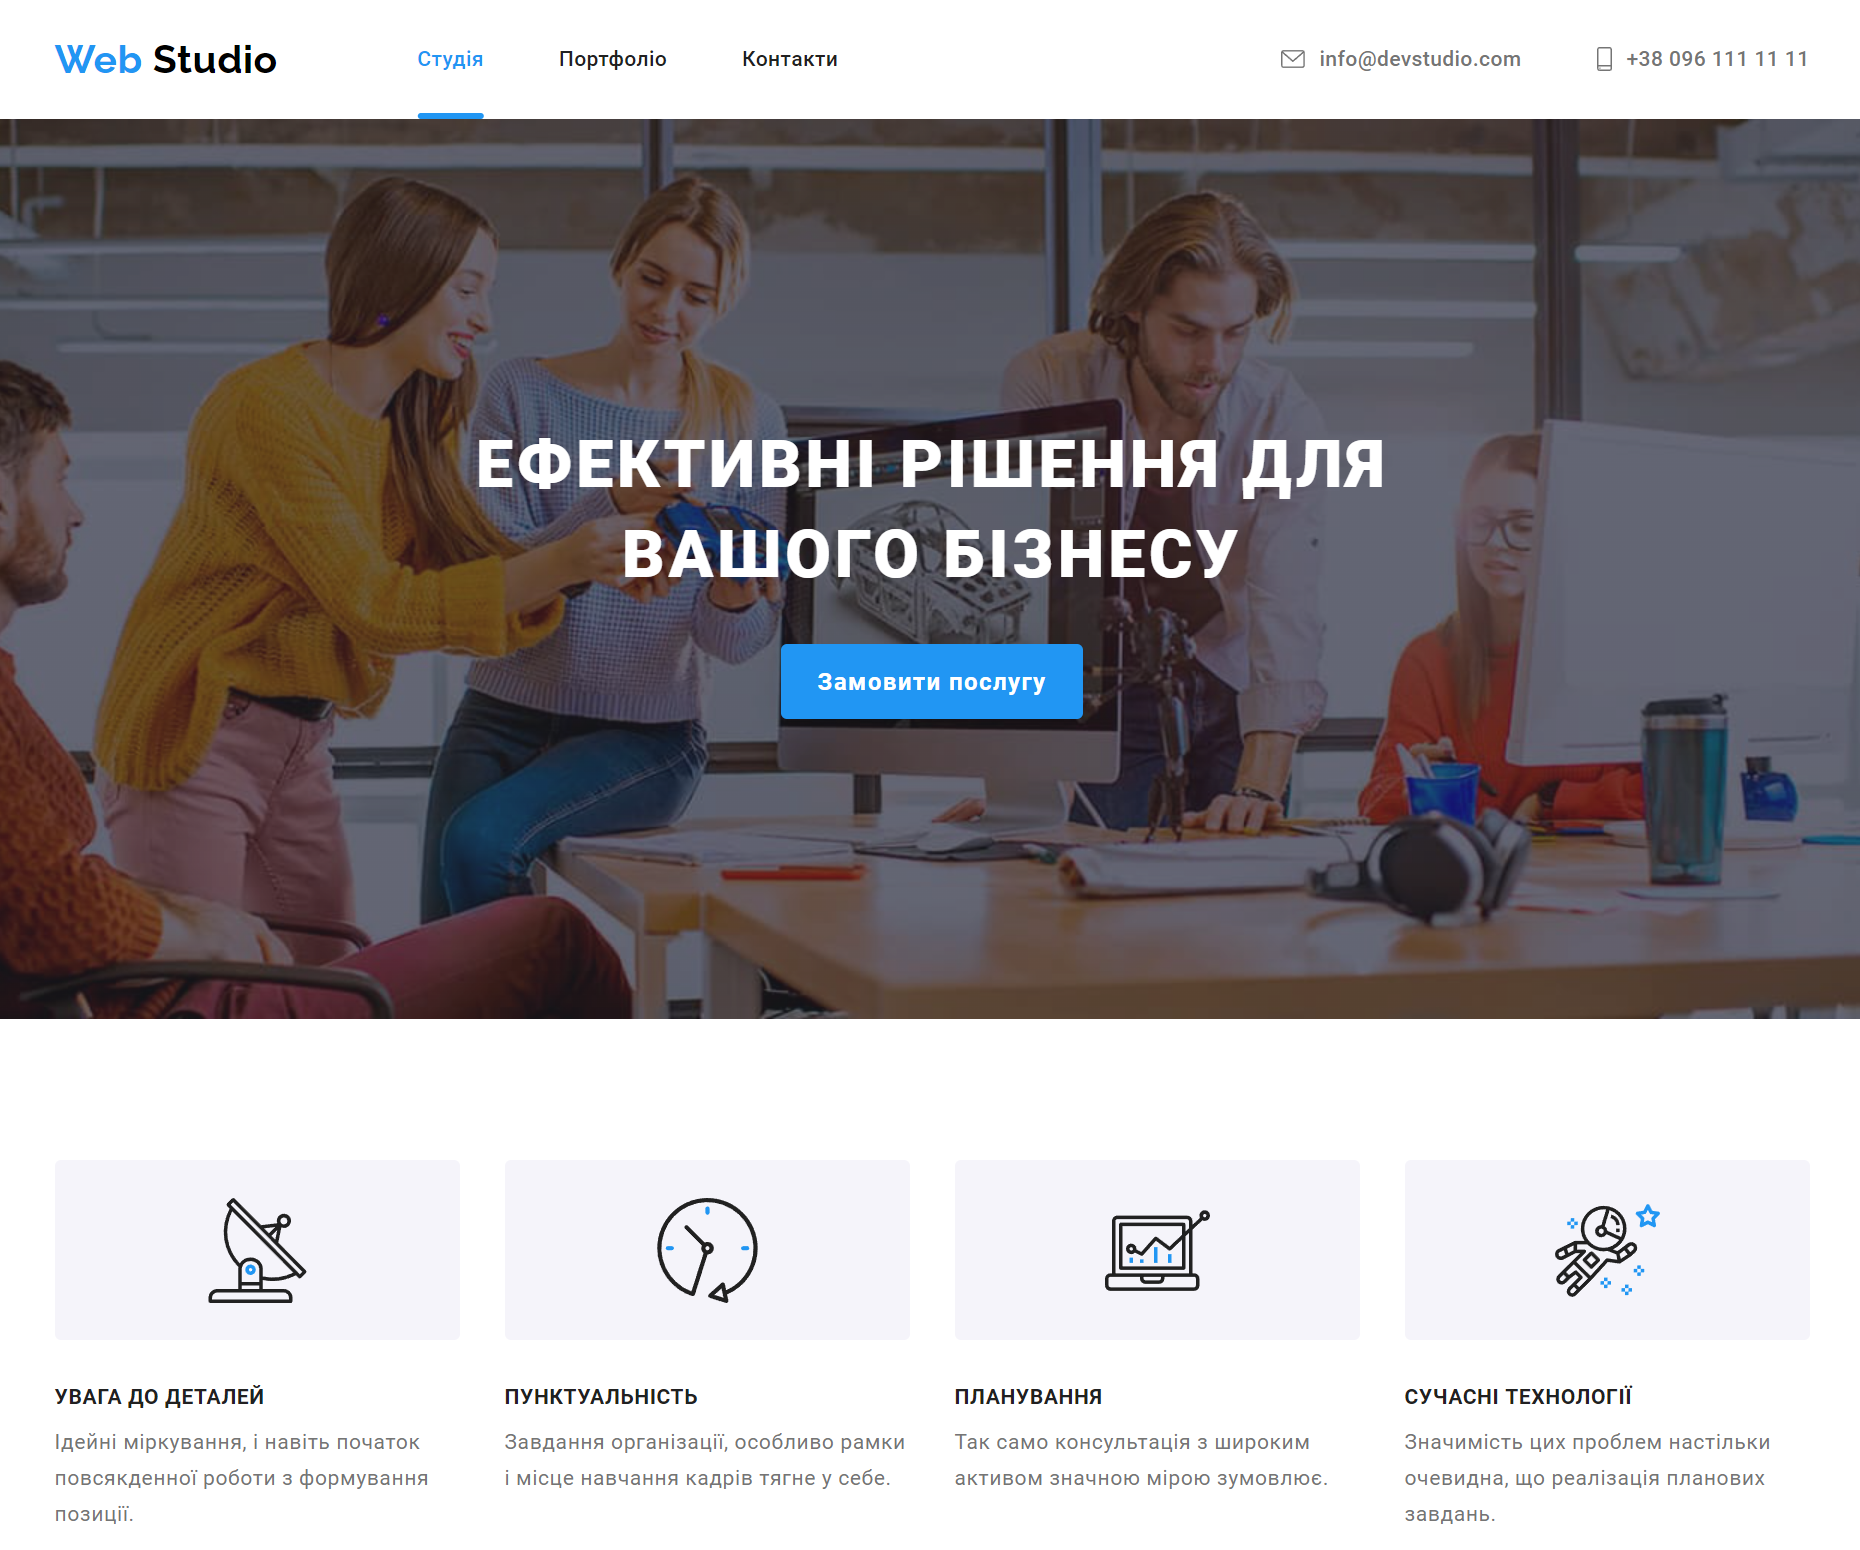 Web Studio
Студія
Портфоліо
Контакти
info@devstudio.com
+38 096 111 11 11
ЕФЕКТИВНІ РІШЕННЯ ДЛЯ
ВАШОГО БІЗНЕСУ
Замовити послугу
УВАГА ДО ДЕТАЛЕЙ
Ідейні міркування, і навіть початок
повсякденної роботи з формування
позиції.
ПУНКТУАЛЬНІСТЬ
Завдання організації, особливо рамки
і місце навчання кадрів тягне у себе.
ПЛАНУВАННЯ
Так само консультація з широким
активом значною мірою зумовлює.
СУЧАСНІ ТЕХНОЛОГІЇ
Значимість цих проблем настільки
очевидна, що реалізація планових
завдань.